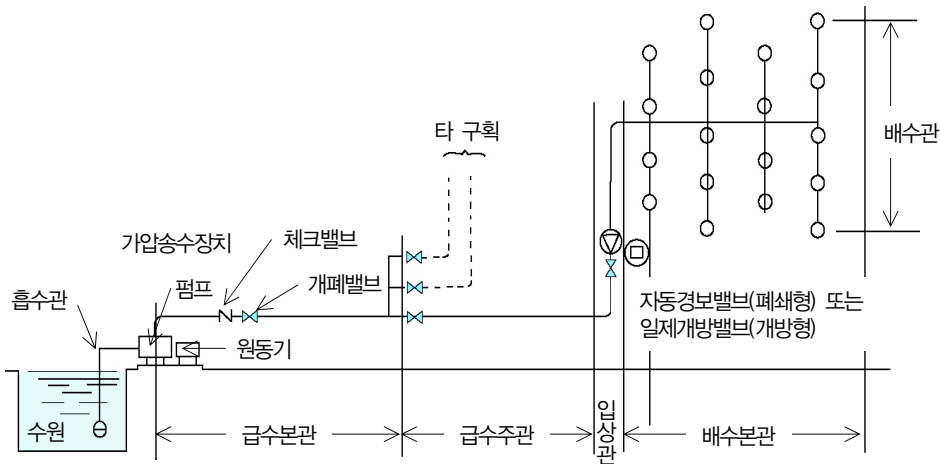 타 구획
배수관
체크밸브
가압송수장치
개폐밸브
펌프
흡수관
자동경보밸브(폐쇄형) 또는
일제개방밸브(개방형)
원동기
수원
급수본관
급수주관
입상관
배수본관